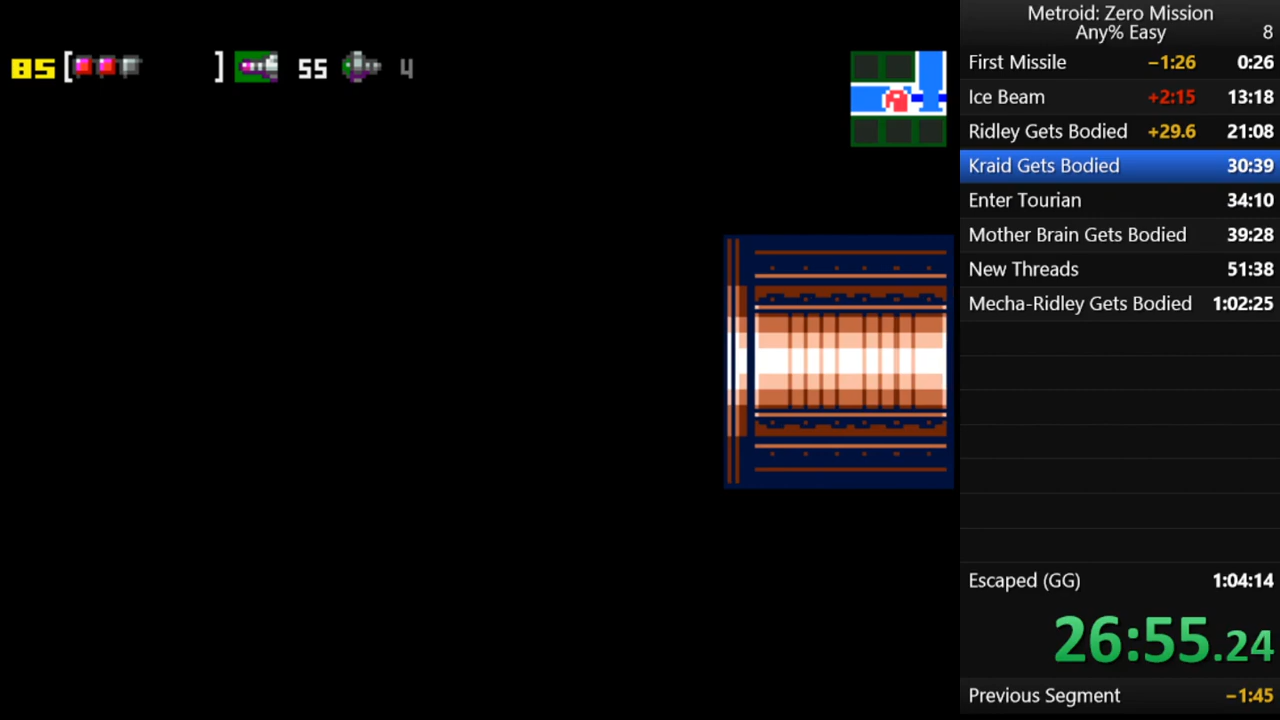 85 [ ] 55 4
Metroid: Zero Mission
Any% Easy 8
First Missile −1:26 0:26
Ice Beam +2:15 13:18
Ridley Gets Bodied +29.6 21:08
Kraid Gets Bodied 30:39
Enter Tourian 34:10
Mother Brain Gets Bodied 39:28
New Threads 51:38
Mecha-Ridley Gets Bodied 1:02:25
Escaped (GG) 1:04:14
26:55.24
Previous Segment −1:45